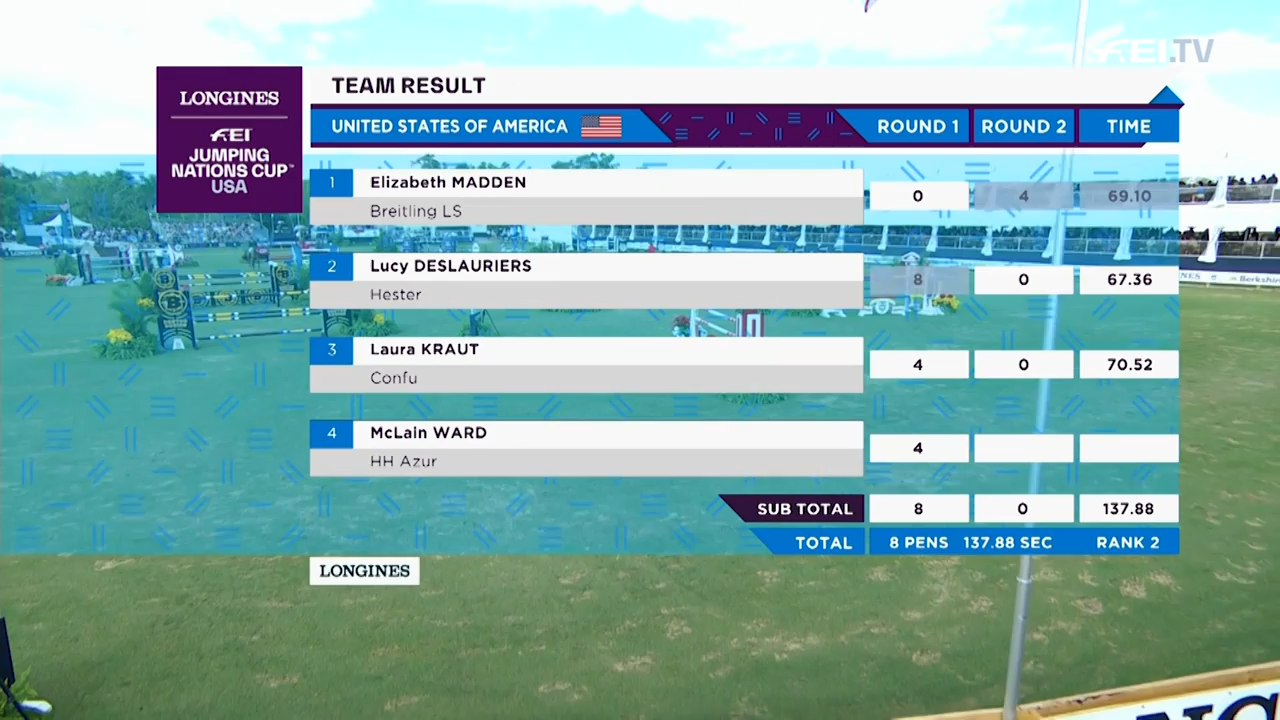 FEI.TV
LONGINES
FEI
JUMPING
NATIONS CUP™
USA
TEAM RESULT
UNITED STATES OF AMERICA ROUND 1 ROUND 2 TIME
1 Elizabeth MADDEN 0 4 69.10
Breitling LS
2 Lucy DESLAURIERS 8 0 67.36
Hester
3 Laura KRAUT 4 0 70.52
Confu
4 McLain WARD 4
HH Azur
SUB TOTAL 8 0 137.88
TOTAL 8 PENS 137.88 SEC RANK 2
LONGINES